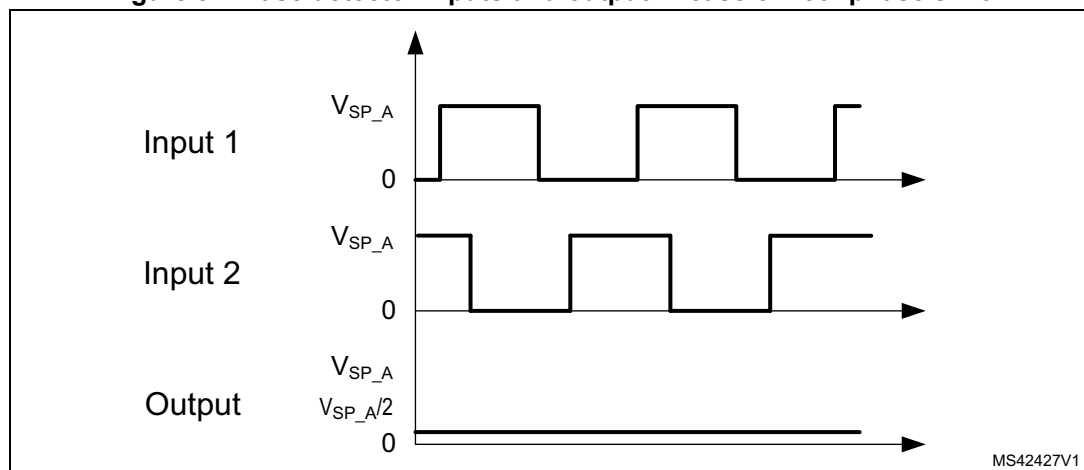 V_SP_A
Input 1
0
V_SP_A
Input 2
0
V_SP_A
Output
V_SP_A/2
0
MS42427V1